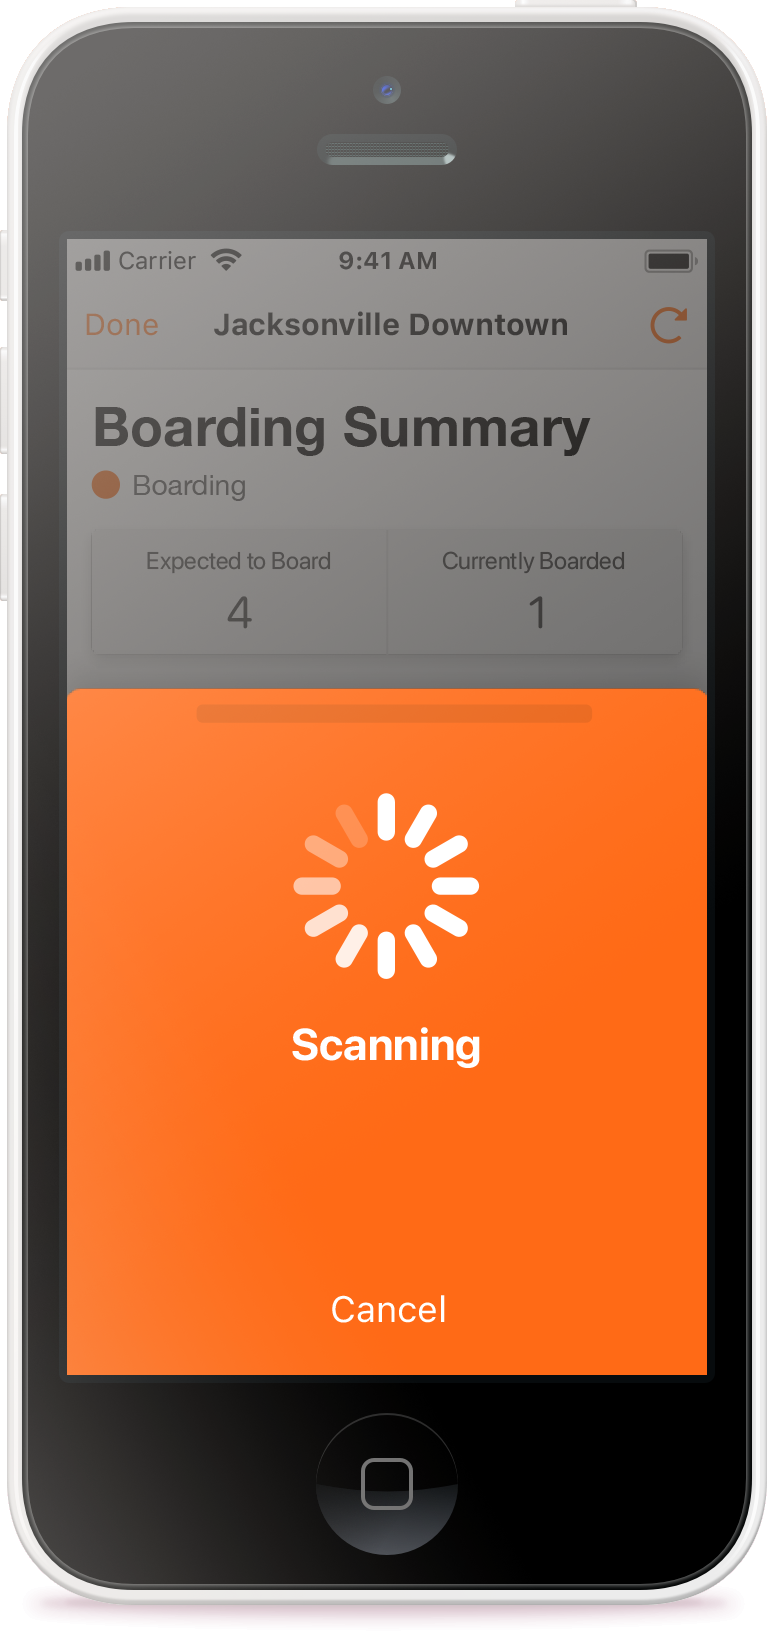 Carrier 9:41 AM
Done Jacksonville Downtown
Boarding Summary
Boarding
Expected to Board Currently Boarded
4 1
Scanning
Cancel